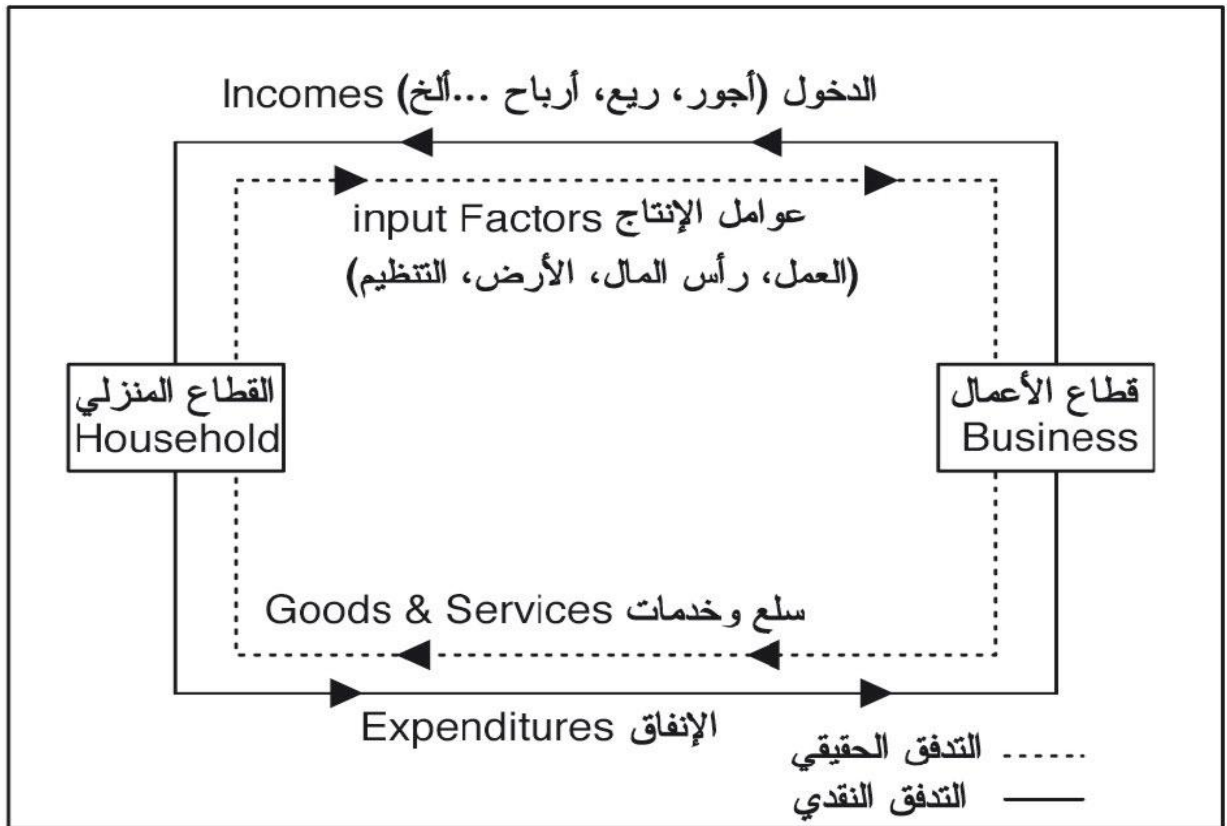 الدخول (أجور، ريع، أرباح ...ألخ) Incomes
عوامل الإنتاج input Factors
(العمل، رأس المال، الأرض، التنظيم)
القطاع المنزلي
Household
قطاع الأعمال
Business
سلع وخدمات Goods & Services
الإنفاق Expenditures
التدفق الحقيقي
التدفق النقدي